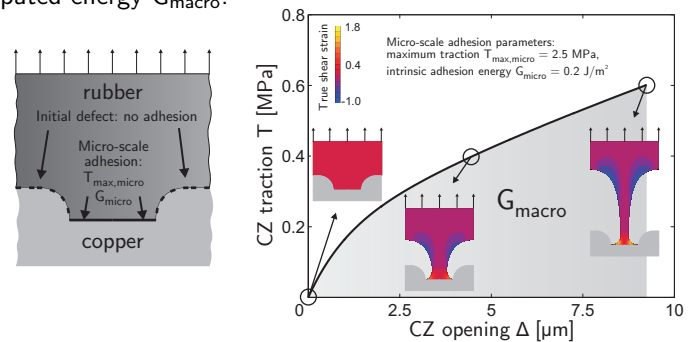 puted energy G_macro.
rubber
Initial defect: no adhesion
Micro-scale
adhesion:
T_max,micro
G_micro
copper
0.8
0.6
0.4
0.2
0
CZ traction T [MPa]
1.8
0.4
-1.0
True shear strain
Micro-scale adhesion parameters:
maximum traction T_max,micro = 2.5 MPa,
intrinsic adhesion energy G_micro = 0.2 J/m²
G_macro
0
2.5
5
7.5
10
CZ opening Δ [µm]